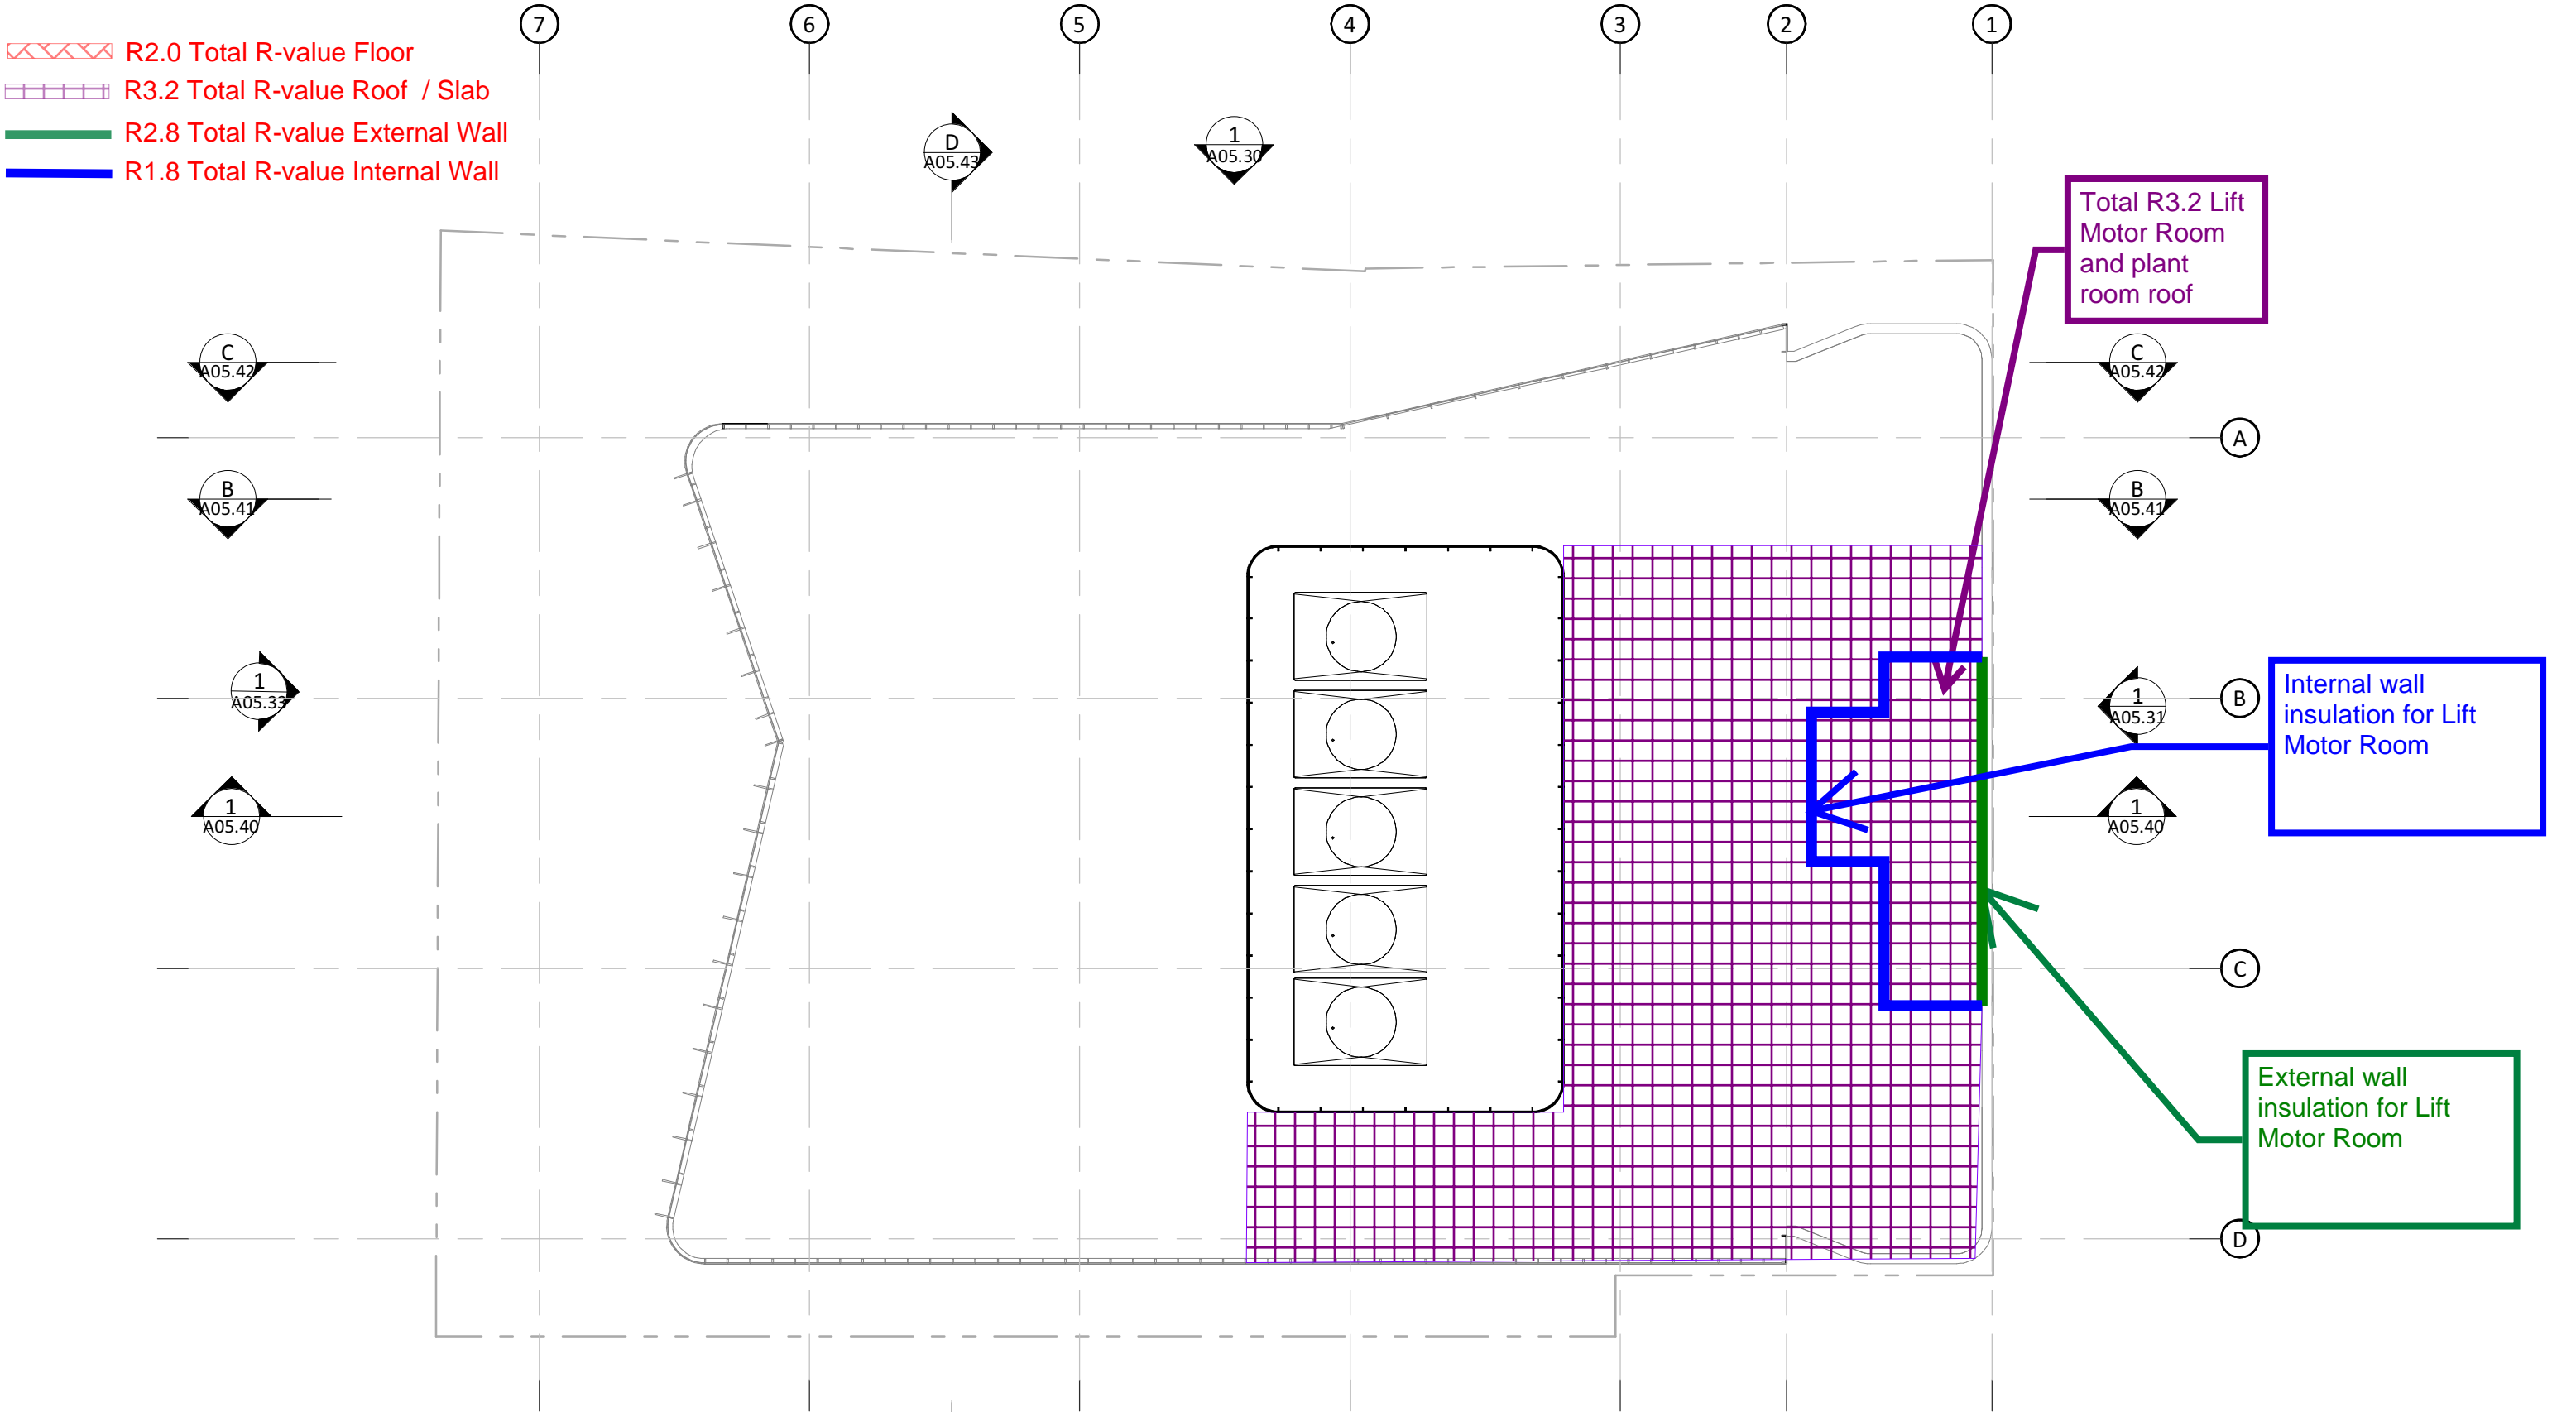 7
6
5
4
3
2
1
R2.0 Total R-value Floor
R3.2 Total R-value Roof / Slab
R2.8 Total R-value External Wall
R1.8 Total R-value Internal Wall
D
A05.43
1
A05.30
Total R3.2 Lift
Motor Room
and plant
room roof
C
A05.42
C
A05.42
A
B
A05.41
B
A05.41
1
A05.33
1
A05.31
B
Internal wall
insulation for Lift
Motor Room
1
A05.40
1
A05.40
C
External wall
insulation for Lift
Motor Room
D